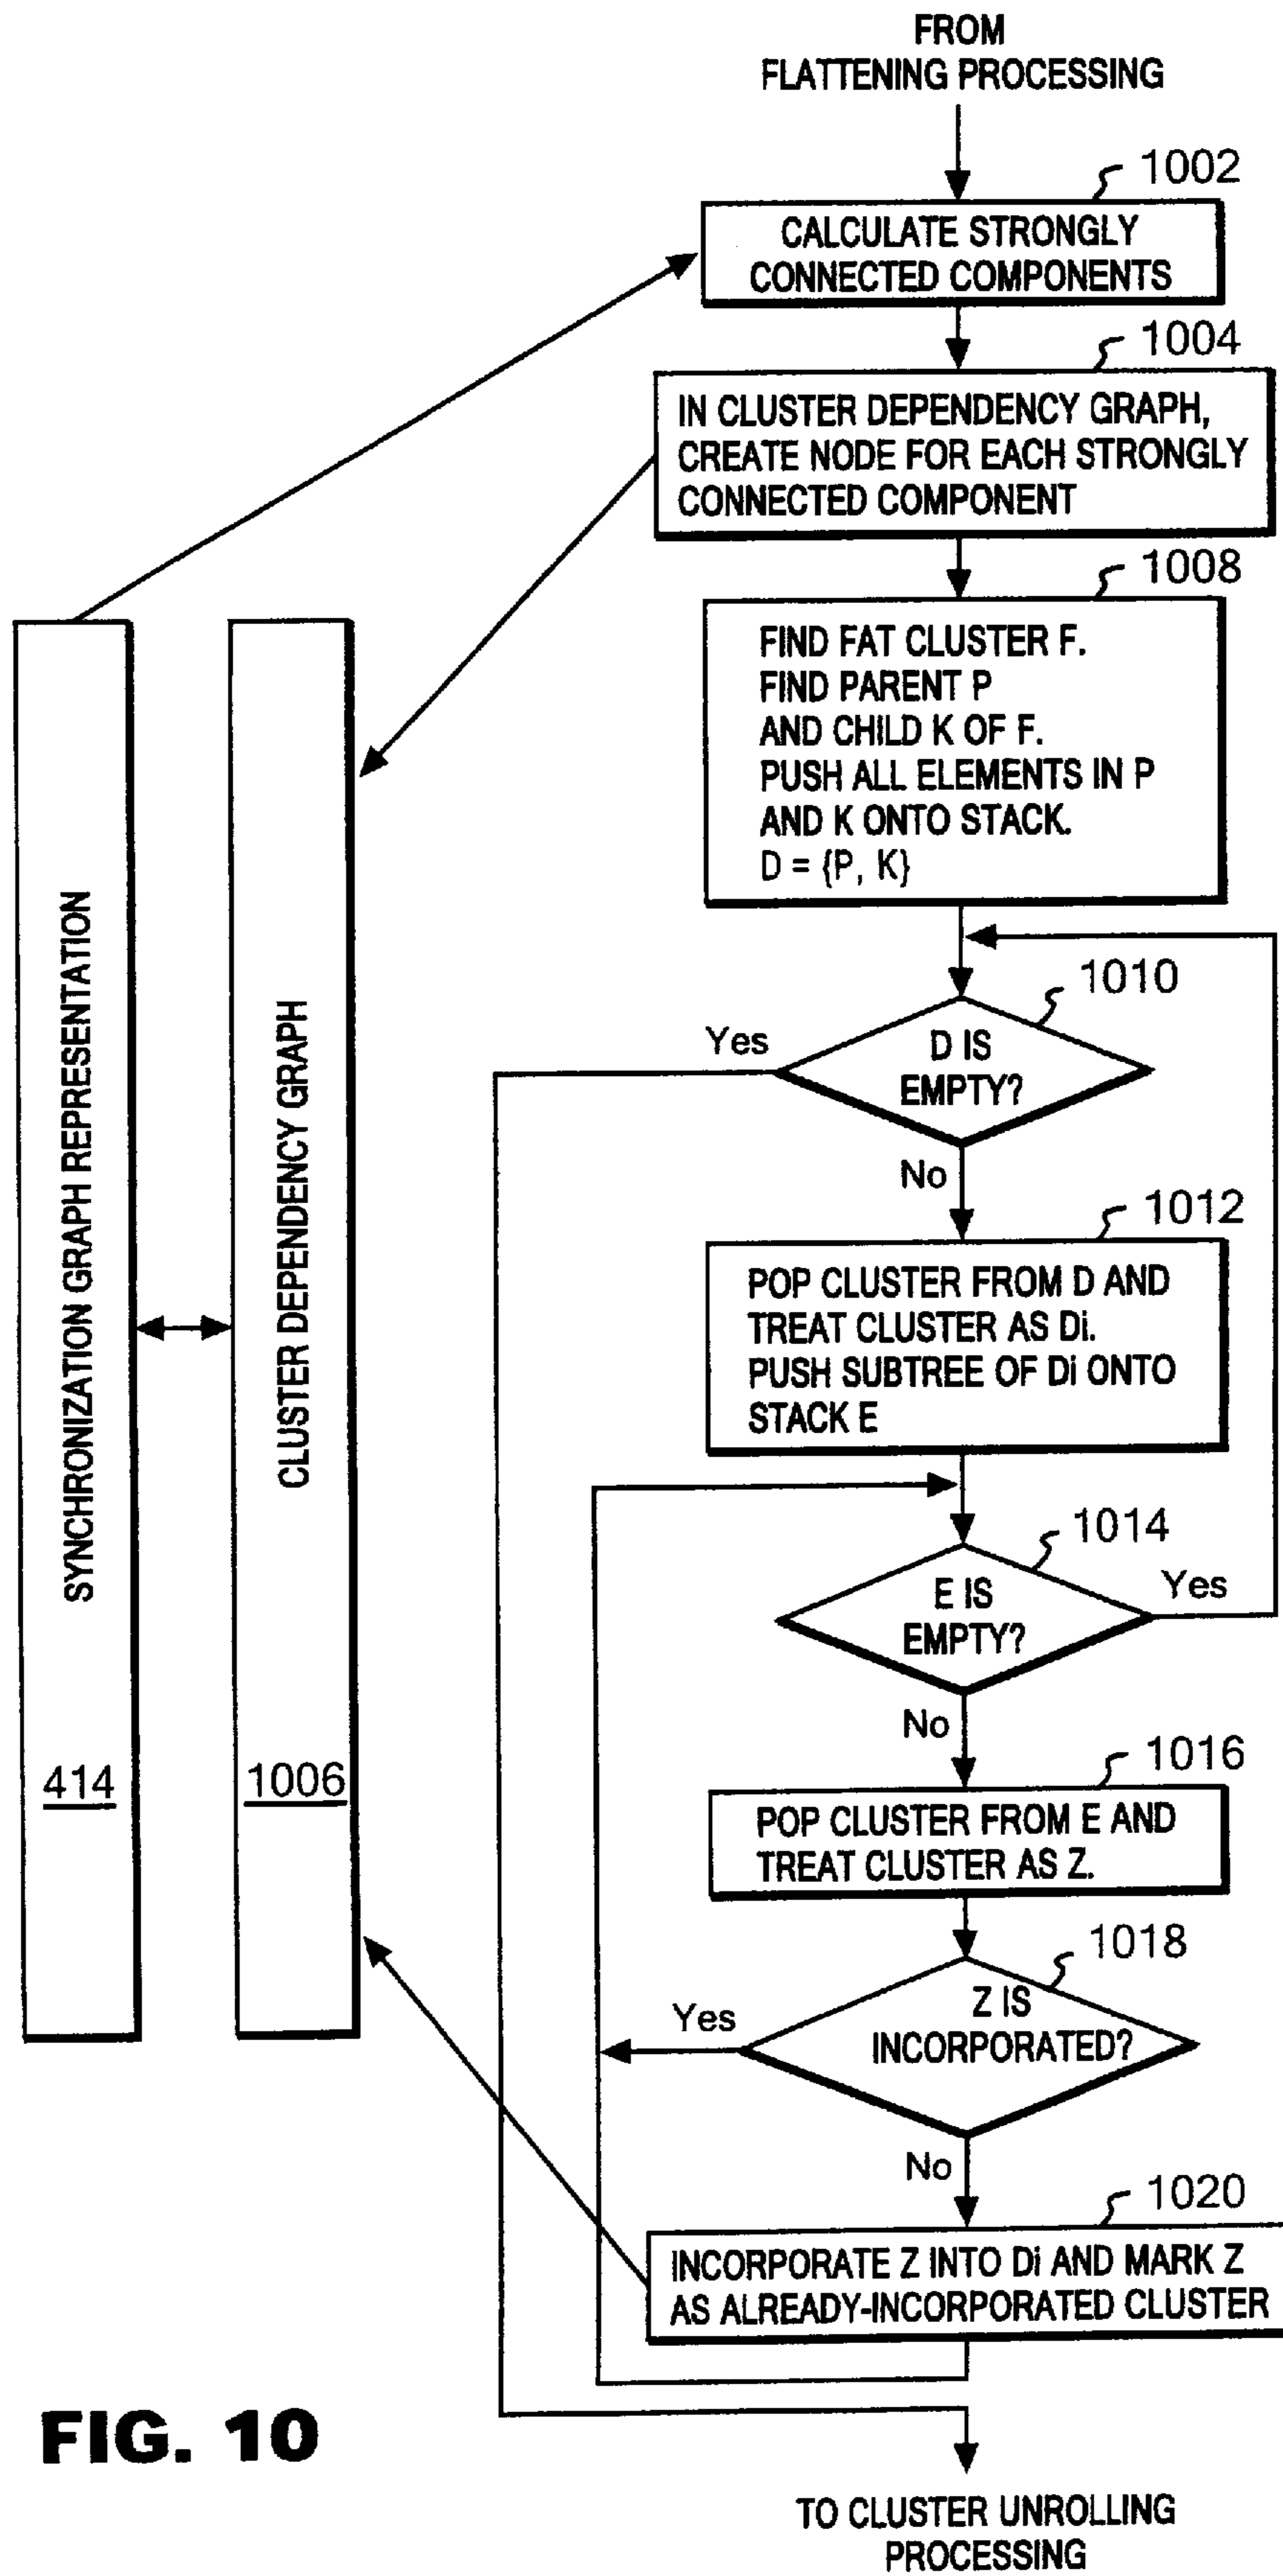 FROM
FLATTENING PROCESSING
1002
CALCULATE STRONGLY
CONNECTED COMPONENTS
1004
IN CLUSTER DEPENDENCY GRAPH,
CREATE NODE FOR EACH STRONGLY
CONNECTED COMPONENT
1008
FIND FAT CLUSTER F.
FIND PARENT P
AND CHILD K OF F.
PUSH ALL ELEMENTS IN P
AND K ONTO STACK.
D = {P, K}
SYNCHRONIZATION GRAPH REPRESENTATION
414
CLUSTER DEPENDENCY GRAPH
1006
1010
D IS
EMPTY?
Yes
No
1012
POP CLUSTER FROM D AND
TREAT CLUSTER AS Di.
PUSH SUBTREE OF Di ONTO
STACK E
1014
E IS
EMPTY?
Yes
No
1016
POP CLUSTER FROM E AND
TREAT CLUSTER AS Z.
1018
Z IS
INCORPORATED?
Yes
No
1020
INCORPORATE Z INTO Di AND MARK Z
AS ALREADY-INCORPORATED CLUSTER
FIG. 10
TO CLUSTER UNROLLING
PROCESSING